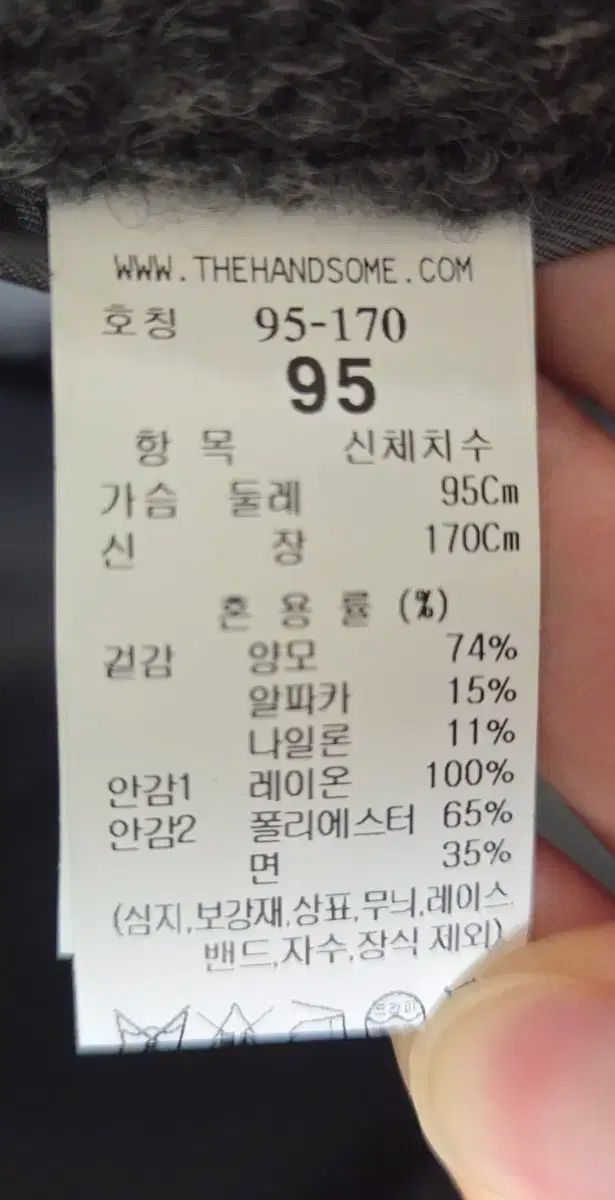 WWW.THEHANDSOME.COM
호칭 95-170
95
항 목 신체치수
가슴 둘레 95Cm
신 장 170Cm
혼 용 률 (%)
겉감 양모 74%
알파카 15%
나일론 11%
안감1 레이온 100%
안감2 폴리에스터 65%
면 35%
(심지,보강재,상표,무늬,레이스
밴드,자수,장식 제외)
드라이